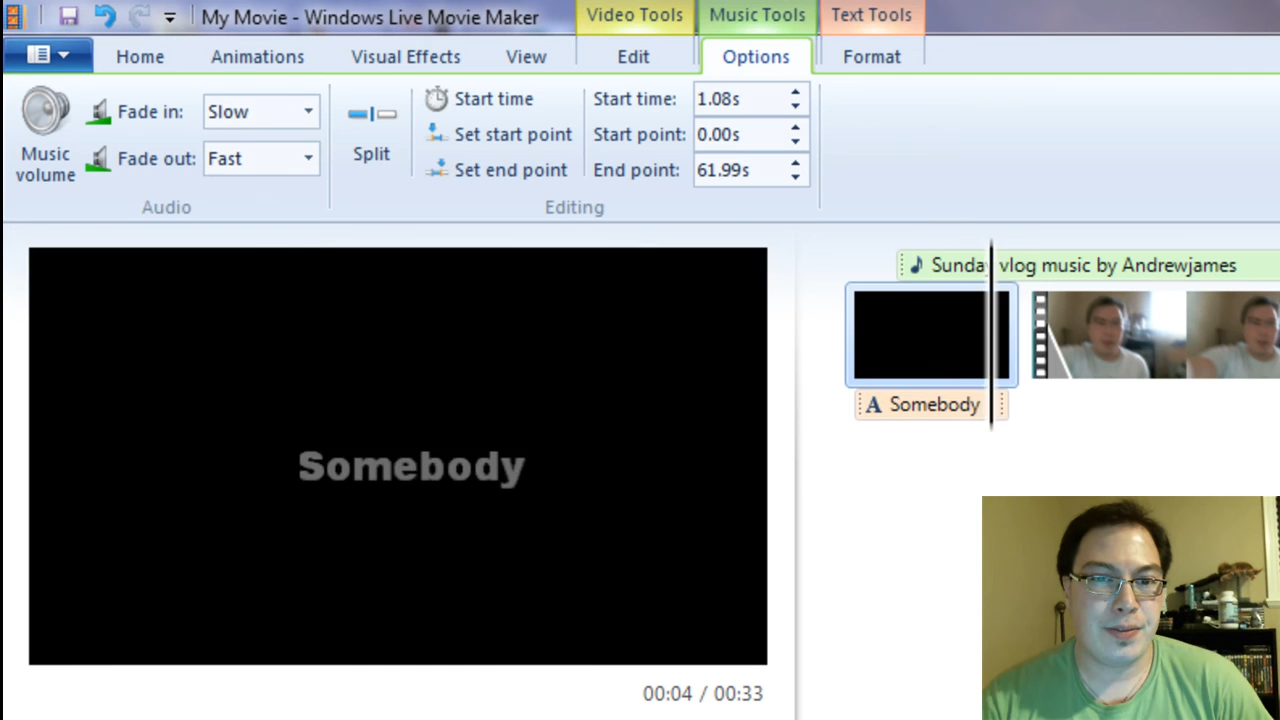 My Movie - Windows Live Movie Maker
Video Tools
Music Tools
Text Tools
Home
Animations
Visual Effects
View
Edit
Options
Format
Music volume
Fade in:
Slow
Fade out:
Fast
Audio
Split
Start time
Set start point
Set end point
Start time:
1.08s
Start point:
0.00s
End point:
61.99s
Editing
Sunday vlog music by Andrewjames
A Somebody
Somebody
00:04 / 00:33